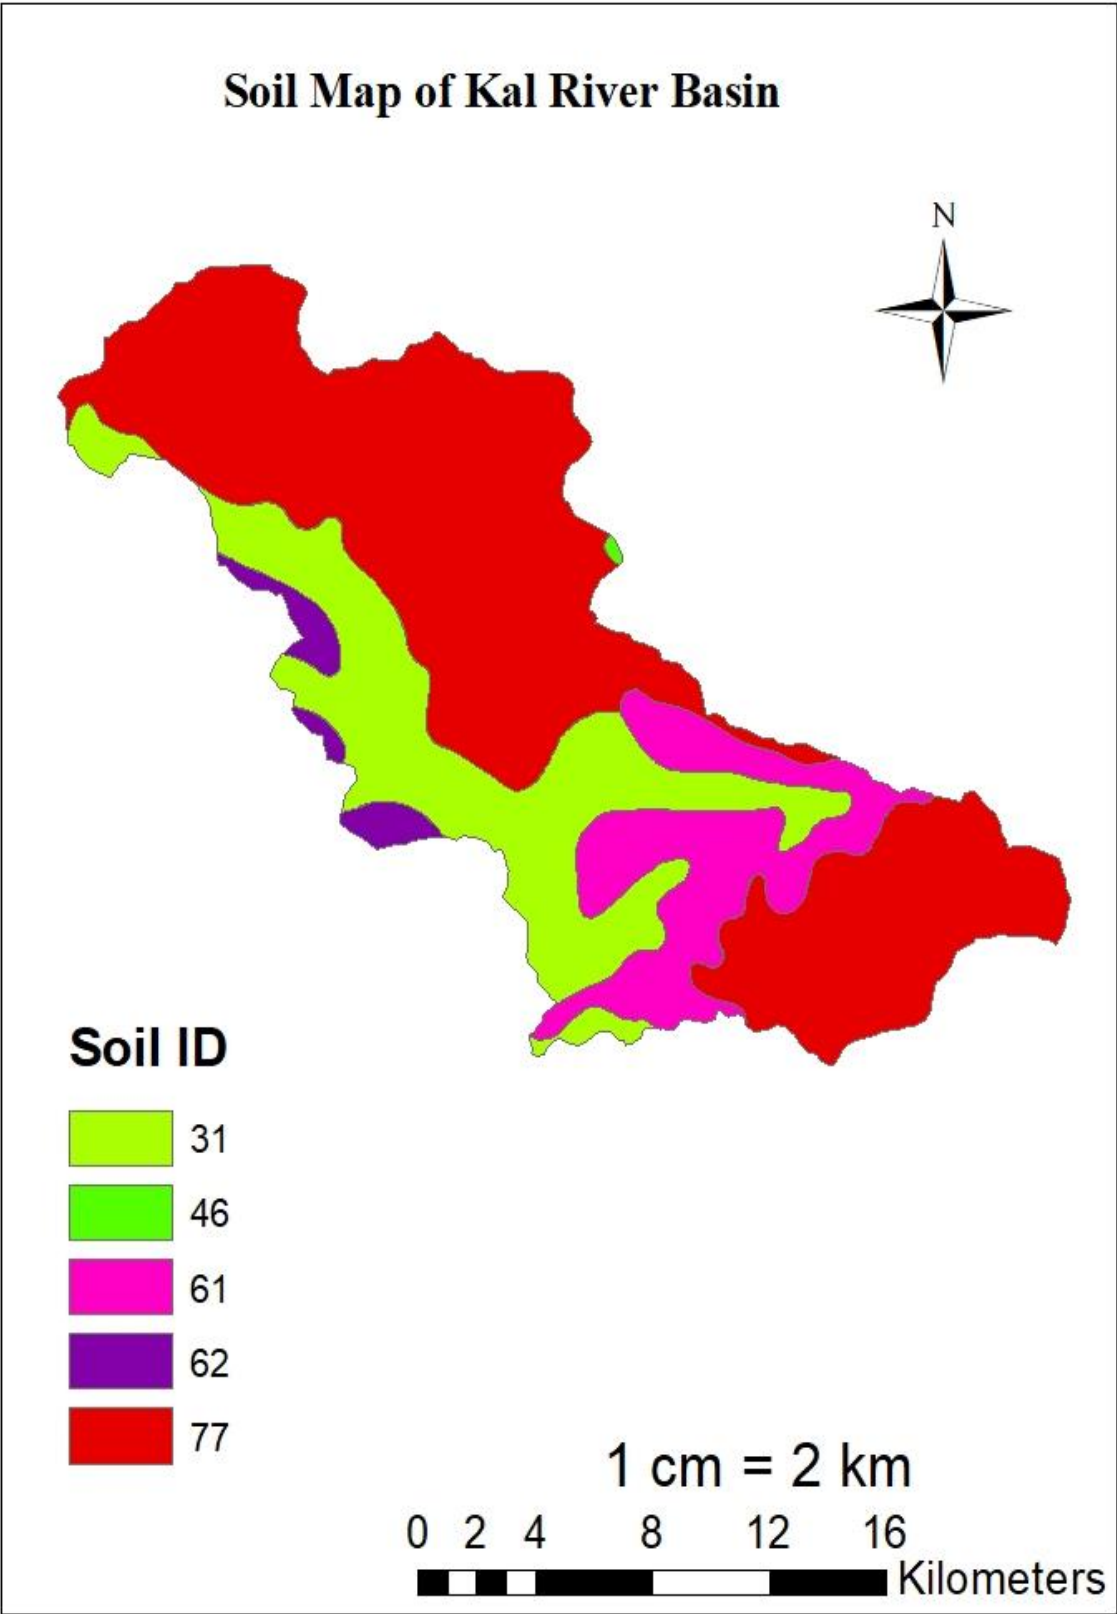 Soil Map of Kal River Basin
N
Soil ID
31
46
61
62
77
1 cm = 2 km
0 2 4 8 12 16
Kilometers